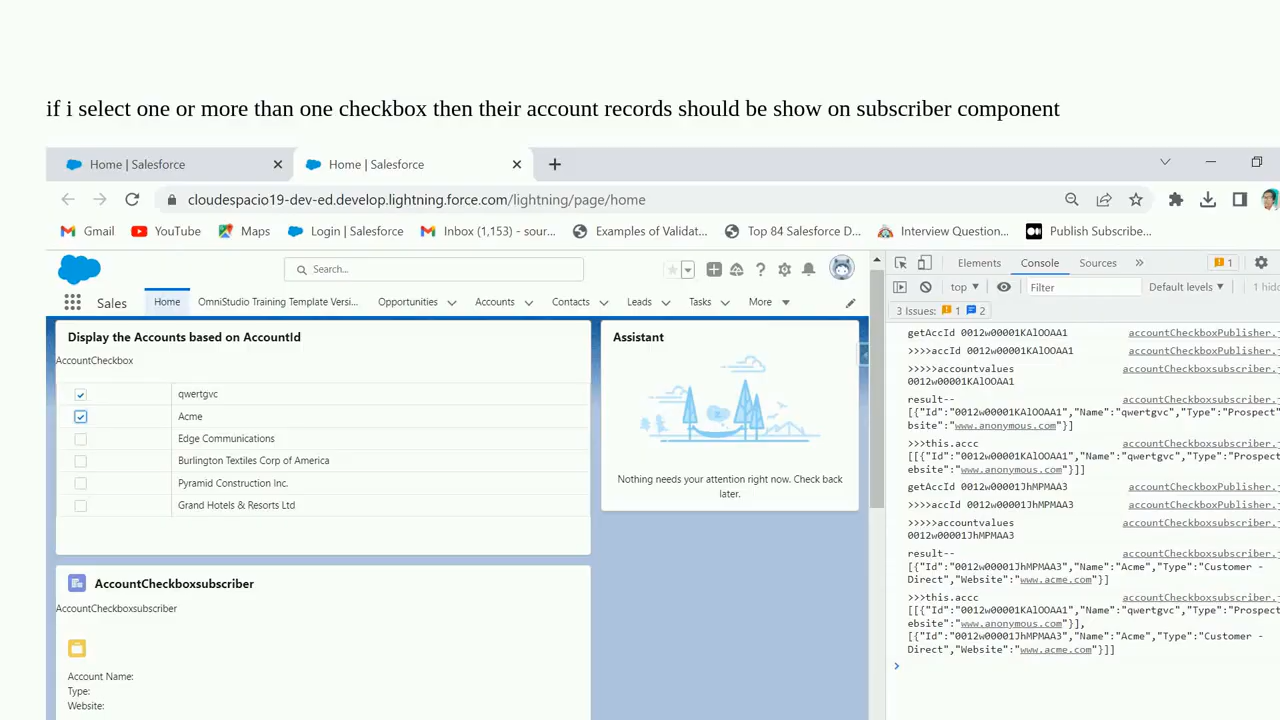 if i select one or more than one checkbox then their account records should be show on subscriber component
Home | Salesforce
Home | Salesforce
cloudespacio19-dev-ed.develop.lightning.force.com/lightning/page/home
Gmail
YouTube
Maps
Login | Salesforce
Inbox (1,153) - sour...
Examples of Validat...
Top 84 Salesforce D...
Interview Question...
Publish Subscribe...
Search...
Sales
Home
OmniStudio Training Template Versi...
Opportunities
Accounts
Contacts
Leads
Tasks
More
Display the Accounts based on AccountId
AccountCheckbox
qwertgvc
Acme
Edge Communications
Burlington Textiles Corp of America
Pyramid Construction Inc.
Grand Hotels & Resorts Ltd
AccountCheckboxsubscriber
AccountCheckboxsubscriber
Account Name:
Type:
Website:
Assistant
Nothing needs your attention right now. Check back
later.
Elements
Console
Sources
1
top
Filter
Default levels
1 hid
3 Issues: 1 2
getAccId 0012w00001KAlOOAA1 accountCheckboxPublisher.j
>>>>accId 0012w00001KAlOOAA1 accountCheckboxPublisher.j
>>>>>accountvalues accountCheckboxsubscriber.j
0012w00001KAlOOAA1
result-- accountCheckboxsubscriber.j
[{"Id":"0012w00001KAlOOAA1","Name":"qwertgvc","Type":"Prospect
bsite":"www.anonymous.com"}]
>>>this.accc accountCheckboxsubscriber.j
[[{"Id":"0012w00001KAlOOAA1","Name":"qwertgvc","Type":"Prospect
ebsite":"www.anonymous.com"}]]
getAccId 0012w00001JhMPMAA3 accountCheckboxPublisher.j
>>>>accId 0012w00001JhMPMAA3 accountCheckboxPublisher.j
>>>>>accountvalues accountCheckboxsubscriber.j
0012w00001JhMPMAA3
result-- accountCheckboxsubscriber.j
[{"Id":"0012w00001JhMPMAA3","Name":"Acme","Type":"Customer -
Direct","Website":"www.acme.com"}]
>>>this.accc accountCheckboxsubscriber.j
[[{"Id":"0012w00001KAlOOAA1","Name":"qwertgvc","Type":"Prospect
ebsite":"www.anonymous.com"}],
[{"Id":"0012w00001JhMPMAA3","Name":"Acme","Type":"Customer -
Direct","Website":"www.acme.com"}]]